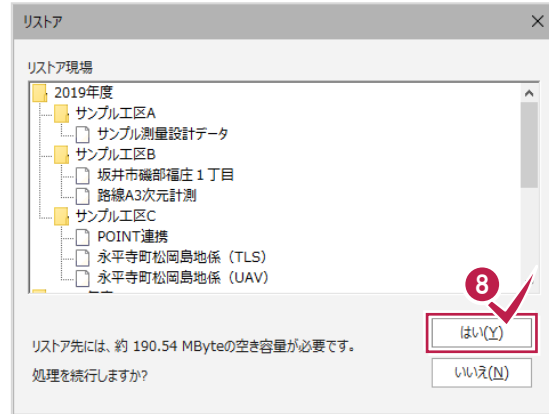 リストア
リストア現場
2019年度
サンプル工区A
サンプル測量設計データ
サンプル工区B
坂井市磯部福庄1丁目
路線A3次元計測
サンプル工区C
POINT連携
永平寺町松岡島地係（TLS）
永平寺町松岡島地係（UAV）
8
はい(Y)
リストア先には、約 190.54 MByteの空き容量が必要です。
処理を続行しますか?
いいえ(N)